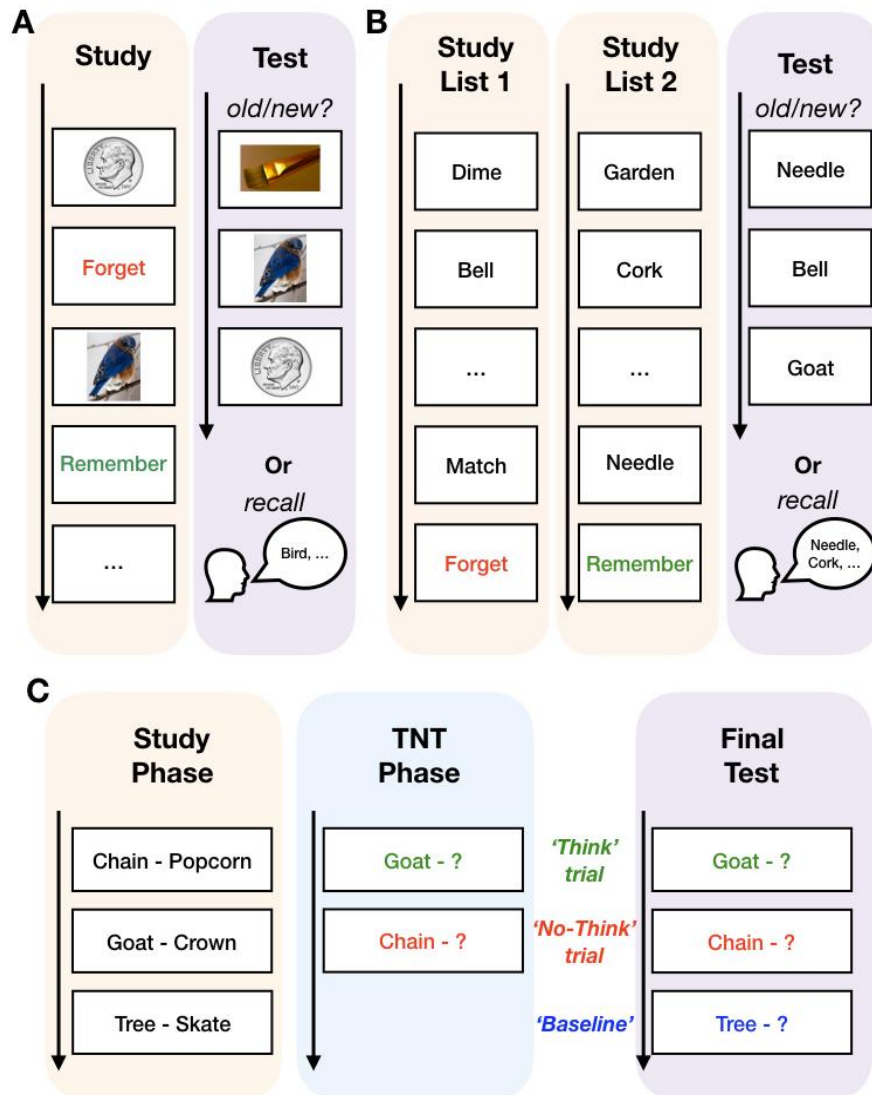 A
Study
Forget
Remember
...
Test
old/new?
Or
recall
Bird, ...
B
Study
List 1
Dime
Bell
...
Match
Forget
Study
List 2
Garden
Cork
...
Needle
Remember
Test
old/new?
Needle
Bell
Goat
Or
recall
Needle,
Cork, ...
C
Study
Phase
Chain - Popcorn
Goat - Crown
Tree - Skate
TNT
Phase
Goat - ?
Chain - ?
‘Think’
trial
‘No-Think’
trial
‘Baseline’
Final
Test
Goat - ?
Chain - ?
Tree - ?